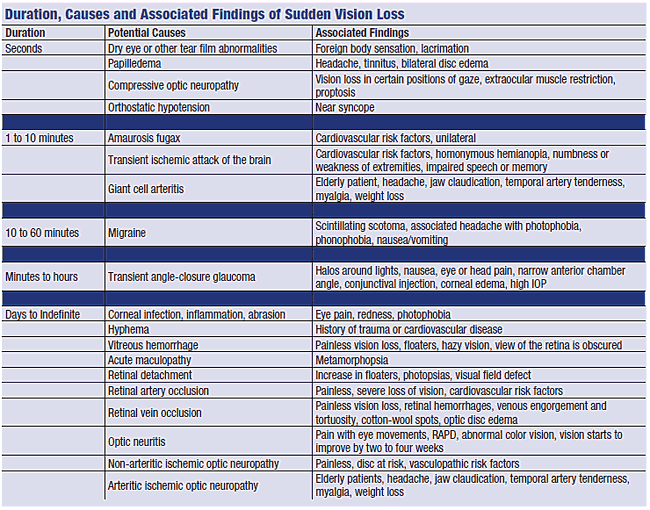 Duration, Causes and Associated Findings of Sudden Vision Loss
Duration Potential Causes Associated Findings
Seconds Dry eye or other tear film abnormalities Foreign body sensation, lacrimation
Papilledema Headache, tinnitus, bilateral disc edema
Compressive optic neuropathy Vision loss in certain positions of gaze, extraocular muscle restriction,
proptosis
Orthostatic hypotension Near syncope
1 to 10 minutes Amaurosis fugax Cardiovascular risk factors, unilateral
Transient ischemic attack of the brain Cardiovascular risk factors, homonymous hemianopia, numbness or
weakness of extremities, impaired speech or memory
Giant cell arteritis Elderly patient, headache, jaw claudication, temporal artery tenderness,
myalgia, weight loss
10 to 60 minutes Migraine Scintillating scotoma, associated headache with photophobia,
phonophobia, nausea/vomiting
Minutes to hours Transient angle-closure glaucoma Halos around lights, nausea, eye or head pain, narrow anterior chamber
angle, conjunctival injection, corneal edema, high IOP
Days to Indefinite Corneal infection, inflammation, abrasion Eye pain, redness, photophobia
Hyphema History of trauma or cardiovascular disease
Vitreous hemorrhage Painless vision loss, floaters, hazy vision, view of the retina is obscured
Acute maculopathy Metamorphopsia
Retinal detachment Increase in floaters, photopsias, visual field defect
Retinal artery occlusion Painless, severe loss of vision, cardiovascular risk factors
Retinal vein occlusion Painless vision loss, retinal hemorrhages, venous engorgement and
tortuosity, cotton-wool spots, optic disc edema
Optic neuritis Pain with eye movements, RAPD, abnormal color vision, vision starts to
improve by two to four weeks
Non-arteritic ischemic optic neuropathy Painless, disc at risk, vasculopathic risk factors
Arteritic ischemic optic neuropathy Elderly patients, headache, jaw claudication, temporal artery tenderness,
myalgia, weight loss